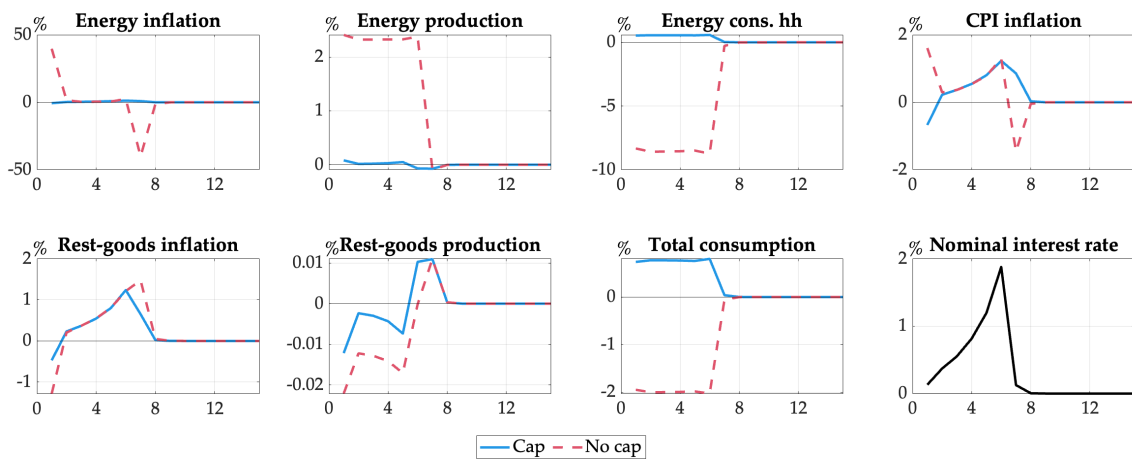 Energy inflation
%
50
0
-50
0 4 8 12
Energy production
%
2
1
0
0 4 8 12
Energy cons. hh
%
0
-5
-10
0 4 8 12
CPI inflation
%
2
0
-2
0 4 8 12
Rest-goods inflation
%
2
1
0
-1
0 4 8 12
Rest-goods production
%
0.01
0
-0.01
-0.02
0 4 8 12
Total consumption
%
0
-1
-2
0 4 8 12
Nominal interest rate
%
2
1
0
0 4 8 12
Cap No cap